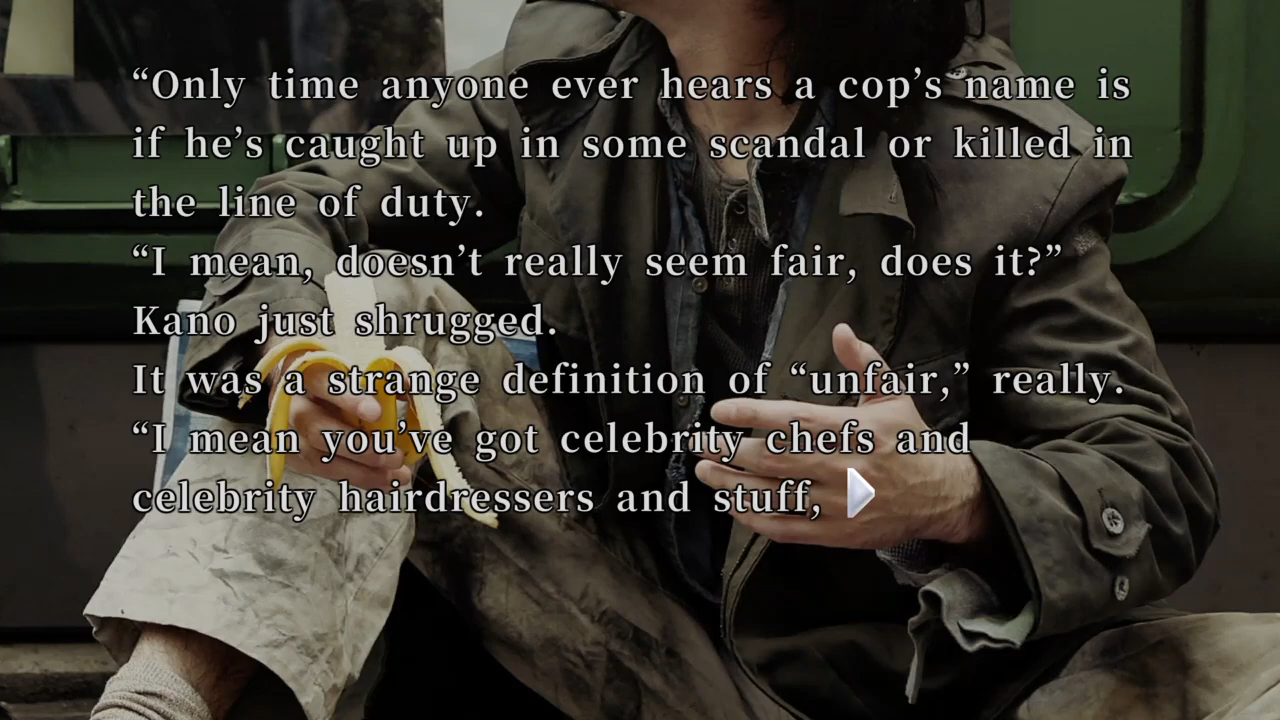 “Only time anyone ever hears a cop’s name is
if he’s caught up in some scandal or killed in
the line of duty.
“I mean, doesn’t really seem fair, does it?”
Kano just shrugged.
It was a strange definition of “unfair,” really.
“I mean you’ve got celebrity chefs and
celebrity hairdressers and stuff,